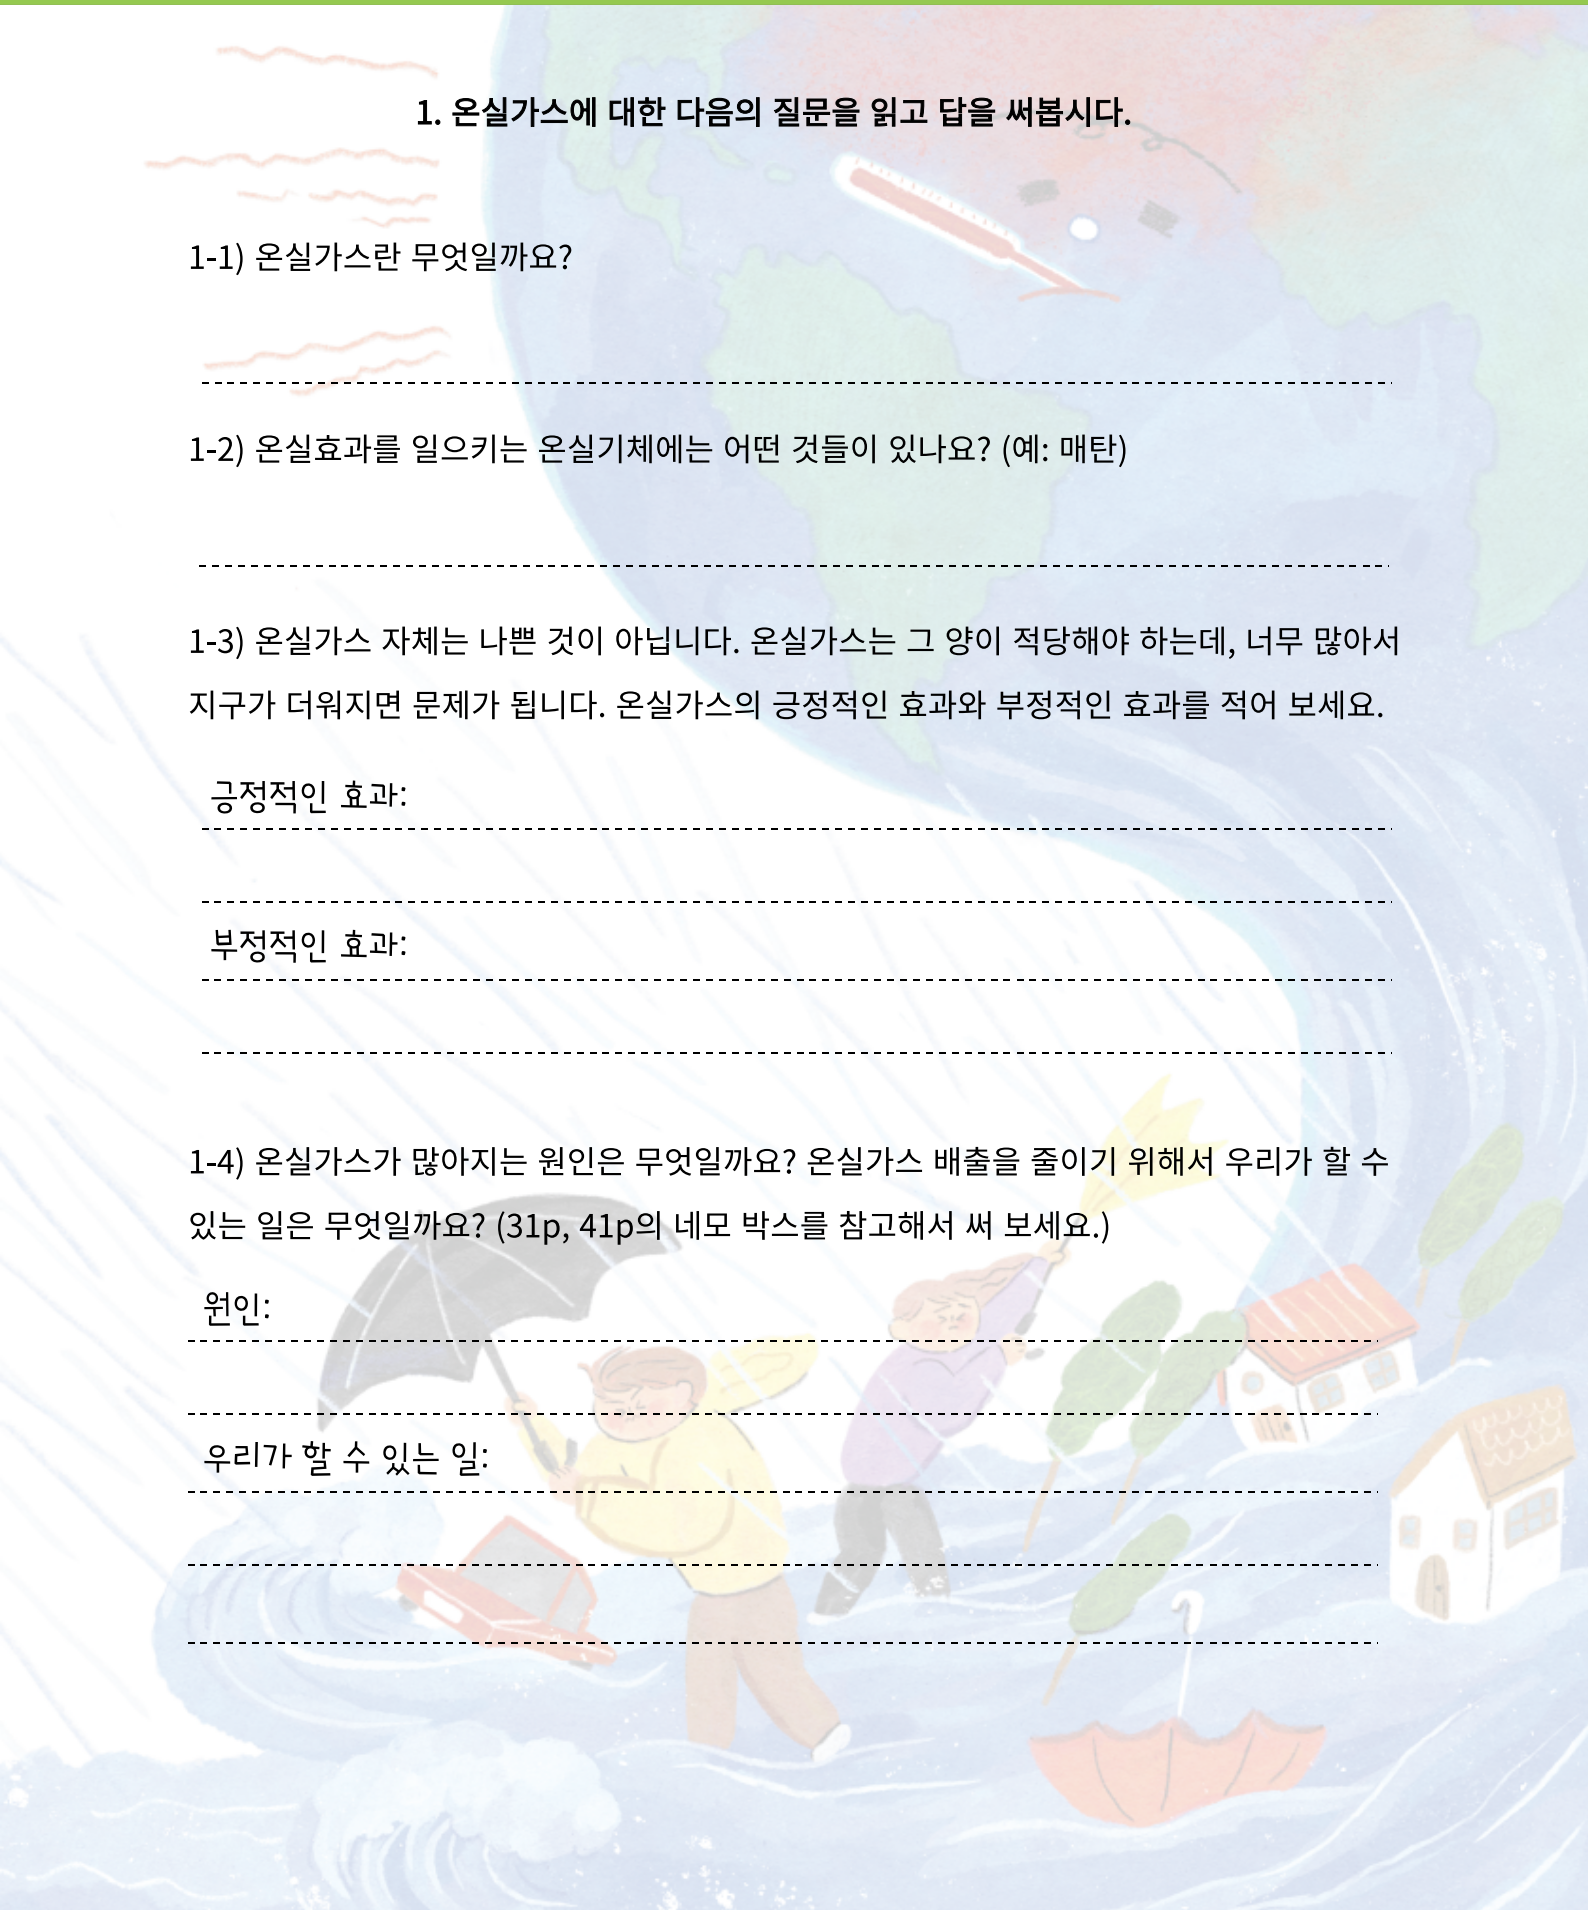 1. 온실가스에 대한 다음의 질문을 읽고 답을 써봅시다.
1-1) 온실가스란 무엇일까요?
1-2) 온실효과를 일으키는 온실기체에는 어떤 것들이 있나요? (예: 매탄)
1-3) 온실가스 자체는 나쁜 것이 아닙니다. 온실가스는 그 양이 적당해야 하는데, 너무 많아서
지구가 더워지면 문제가 됩니다. 온실가스의 긍정적인 효과와 부정적인 효과를 적어 보세요.
긍정적인 효과:
부정적인 효과:
1-4) 온실가스가 많아지는 원인은 무엇일까요? 온실가스 배출을 줄이기 위해서 우리가 할 수
있는 일은 무엇일까요? (31p, 41p의 네모 박스를 참고해서 써 보세요.)
원인:
우리가 할 수 있는 일: